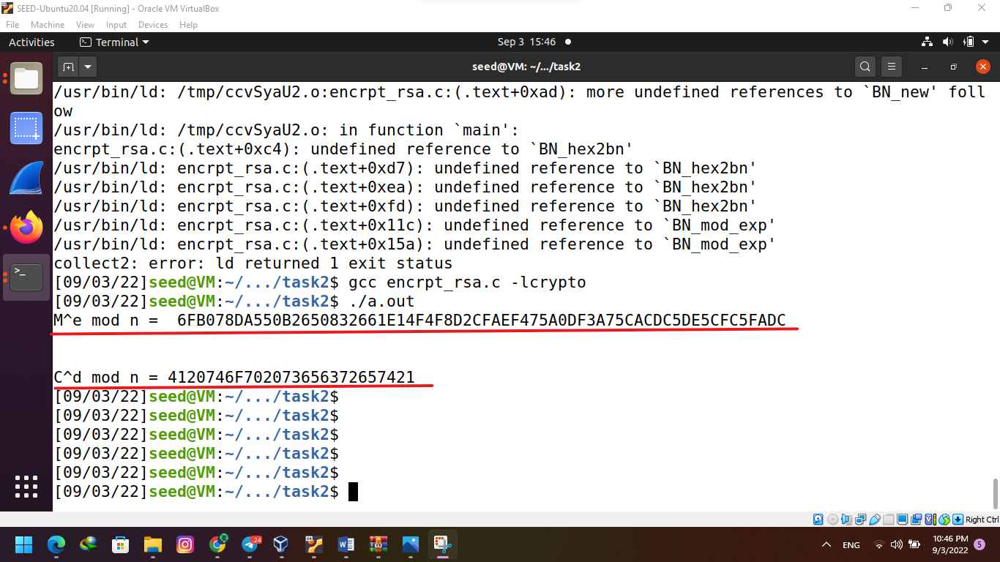 SEED-Ubuntu20.04 [Running] - Oracle VM VirtualBox
File Machine View Input Devices Help
Activities Terminal Sep 3 15:46
seed@VM: ~/.../task2
/usr/bin/ld: /tmp/ccvSyaU2.o:encrpt_rsa.c:(.text+0xad): more undefined references to `BN_new' foll
ow
/usr/bin/ld: /tmp/ccvSyaU2.o: in function `main':
encrpt_rsa.c:(.text+0xc4): undefined reference to `BN_hex2bn'
/usr/bin/ld: encrpt_rsa.c:(.text+0xd7): undefined reference to `BN_hex2bn'
/usr/bin/ld: encrpt_rsa.c:(.text+0xea): undefined reference to `BN_hex2bn'
/usr/bin/ld: encrpt_rsa.c:(.text+0xfd): undefined reference to `BN_hex2bn'
/usr/bin/ld: encrpt_rsa.c:(.text+0x11c): undefined reference to `BN_mod_exp'
/usr/bin/ld: encrpt_rsa.c:(.text+0x15a): undefined reference to `BN_mod_exp'
collect2: error: ld returned 1 exit status
[09/03/22]seed@VM:~/.../task2$ gcc encrpt_rsa.c -lcrypto
[09/03/22]seed@VM:~/.../task2$ ./a.out
M^e mod n =  6FB078DA550B2650832661E14F4F8D2CFAEF475A0DF3A75CACDC5DE5CFC5FADC
C^d mod n = 4120746F702073656372657421
[09/03/22]seed@VM:~/.../task2$
[09/03/22]seed@VM:~/.../task2$
[09/03/22]seed@VM:~/.../task2$
[09/03/22]seed@VM:~/.../task2$
[09/03/22]seed@VM:~/.../task2$
[09/03/22]seed@VM:~/.../task2$
Right Ctrl
24
ENG
10:46 PM
9/3/2022
5